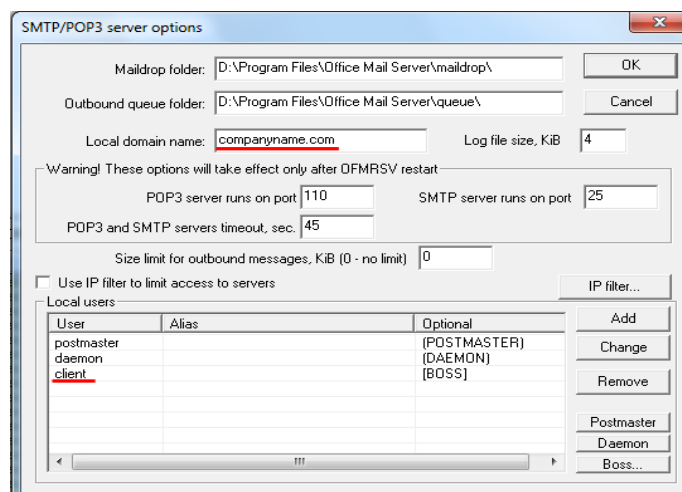 SMTP/POP3 server options
Maildrop folder: D:\Program Files\Office Mail Server\maildrop\ OK
Outbound queue folder: D:\Program Files\Office Mail Server\queue\ Cancel
Local domain name: companyname.com Log file size, KiB 4
Warning! These options will take effect only after OFMRSV restart
POP3 server runs on port 110 SMTP server runs on port 25
POP3 and SMTP servers timeout, sec. 45
Size limit for outbound messages, KiB (0 - no limit) 0
Use IP filter to limit access to servers IP filter...
Local users
User Alias Optional Add
postmaster (POSTMASTER)
daemon (DAEMON) Change
client [BOSS]
Remove
Postmaster
Daemon
Boss...